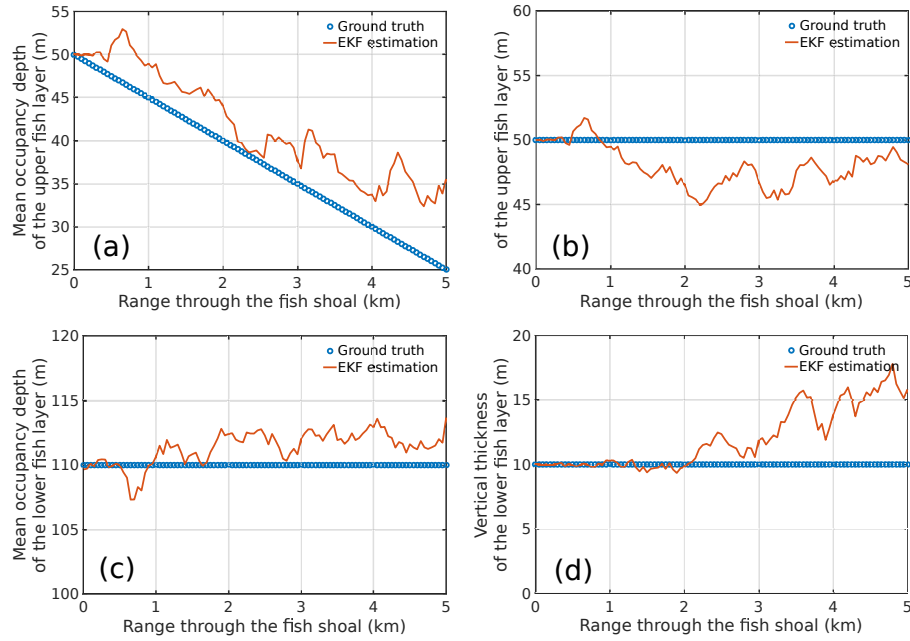 Mean occupancy depth
of the upper fish layer (m)
50
45
40
35
30
25
Ground truth
EKF estimation
(a)
0 1 2 3 4 5
Range through the fish shoal (km)
of the upper fish layer (m)
60
55
50
45
40
Ground truth
EKF estimation
(b)
0 1 2 3 4 5
Range through the fish shoal (km)
Mean occupancy depth
of the lower fish layer (m)
120
115
110
105
100
Ground truth
EKF estimation
(c)
0 1 2 3 4 5
Range through the fish shoal (km)
Vertical thickness
of the lower fish layer (m)
20
15
10
5
0
Ground truth
EKF estimation
(d)
0 1 2 3 4 5
Range through the fish shoal (km)